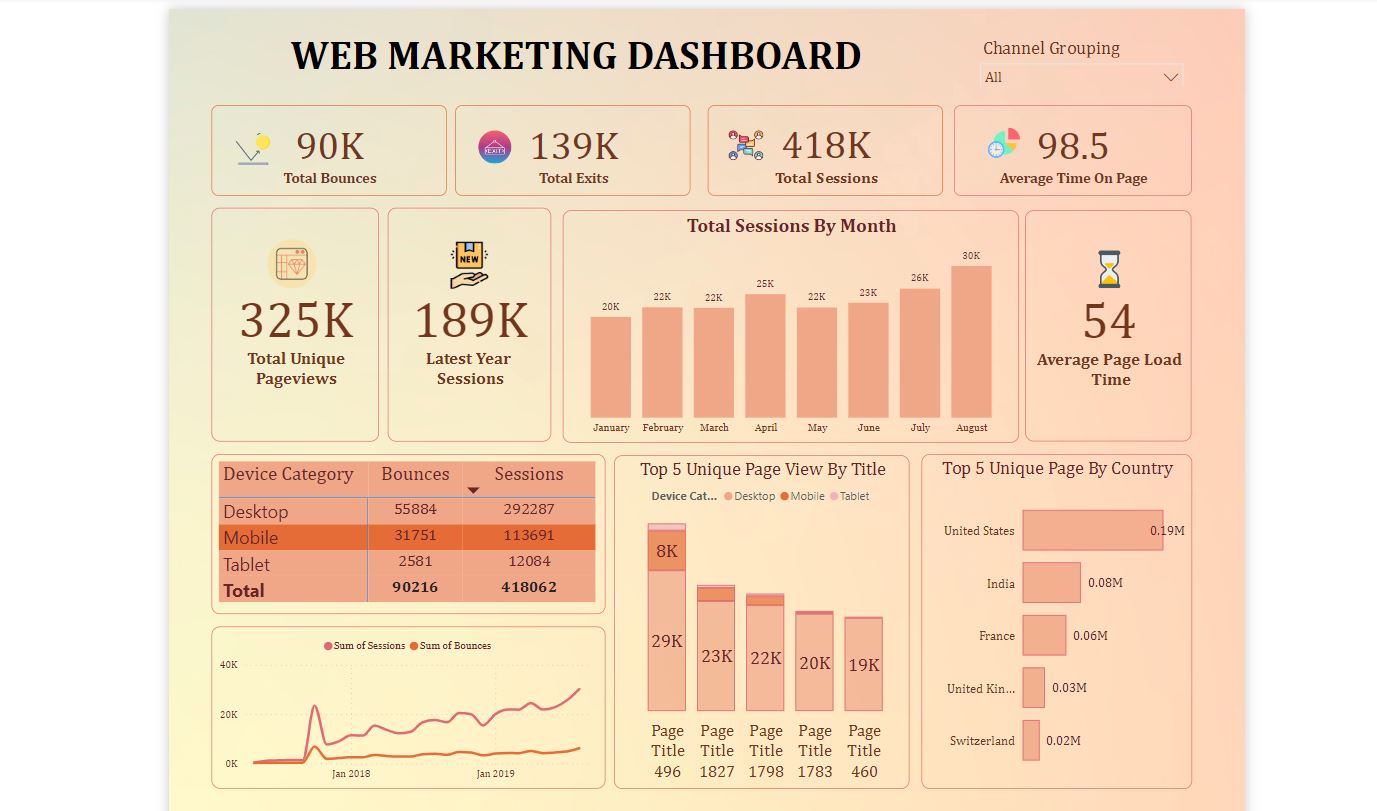 WEB MARKETING DASHBOARD
Channel Grouping
All
90K
Total Bounces
EXIT
139K
Total Exits
418K
Total Sessions
98.5
Average Time On Page
325K
Total Unique
Pageviews
NEW
189K
Latest Year
Sessions
Total Sessions By Month
20K
22K
22K
25K
22K
23K
26K
30K
January February March April May June July August
54
Average Page Load
Time
Device Category Bounces Sessions
Desktop 55884 292287
Mobile 31751 113691
Tablet 2581 12084
Total 90216 418062
Sum of Sessions Sum of Bounces
40K
20K
0K
Jan 2018 Jan 2019
Top 5 Unique Page View By Title
Device Cat... Desktop Mobile Tablet
8K
29K 23K 22K 20K 19K
Page Page Page Page Page
Title Title Title Title Title
496 1827 1798 1783 460
Top 5 Unique Page By Country
United States 0.19M
India 0.08M
France 0.06M
United Kin... 0.03M
Switzerland 0.02M